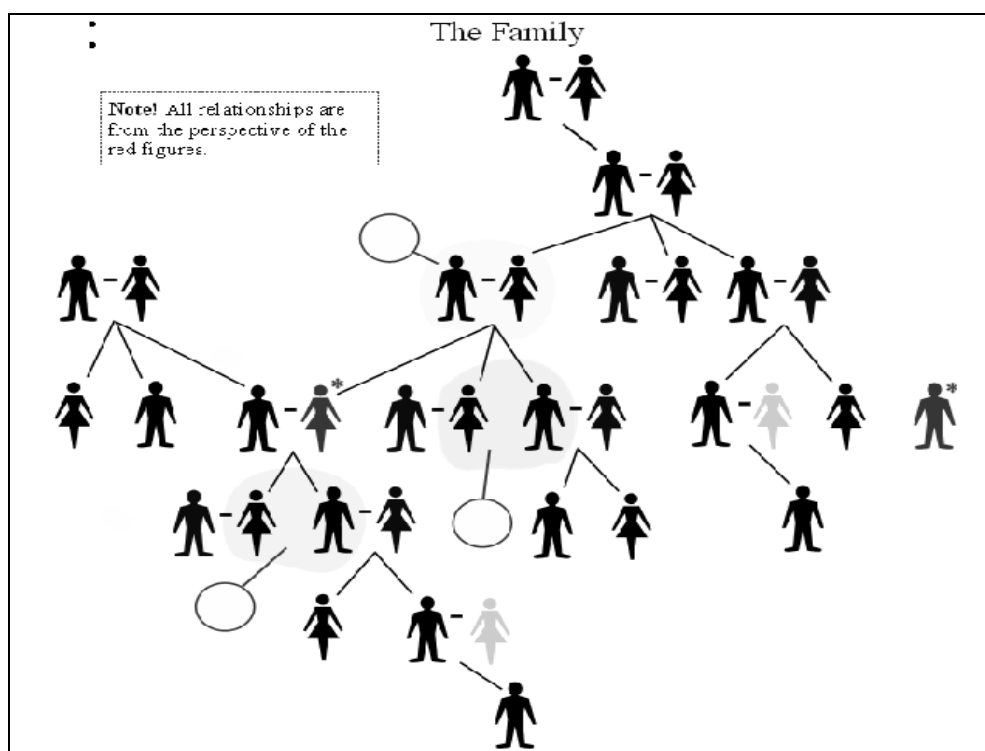 The Family
Note! All relationships are
from the perspective of the
red figures.
*
*